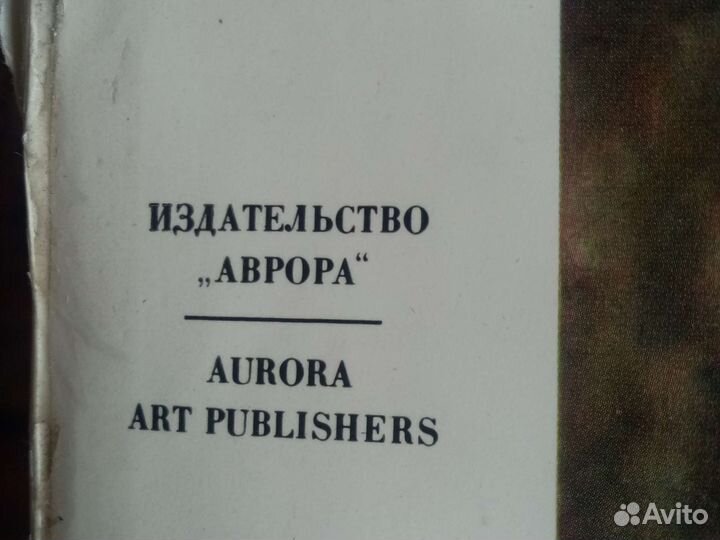 ИЗДАТЕЛЬСТВО
„АВРОРА“
AURORA
ART PUBLISHERS
Avito